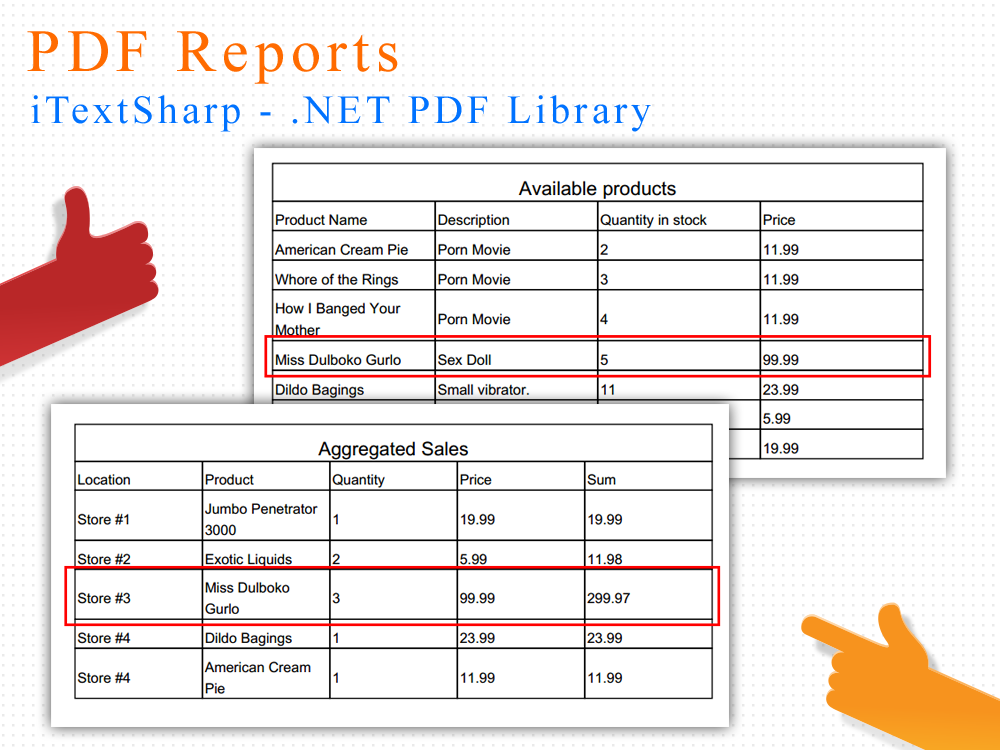 PDF Reports
iTextSharp - .NET PDF Library
Available products
Product Name Description Quantity in stock Price
American Cream Pie Porn Movie 2 11.99
Whore of the Rings Porn Movie 3 11.99
How I Banged Your
Mother Porn Movie 4 11.99
Miss Dulboko Gurlo Sex Doll 5 99.99
Dildo Bagings Small vibrator. 11 23.99
5.99
19.99
Aggregated Sales
Location Product Quantity Price Sum
Store #1 Jumbo Penetrator
3000 1 19.99 19.99
Store #2 Exotic Liquids 2 5.99 11.98
Store #3 Miss Dulboko
Gurlo 3 99.99 299.97
Store #4 Dildo Bagings 1 23.99 23.99
Store #4 American Cream
Pie 1 11.99 11.99